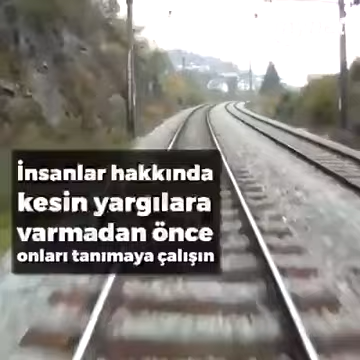 İnsanlar hakkında
kesin yargılara
varmadan önce
onları tanımaya çalışın